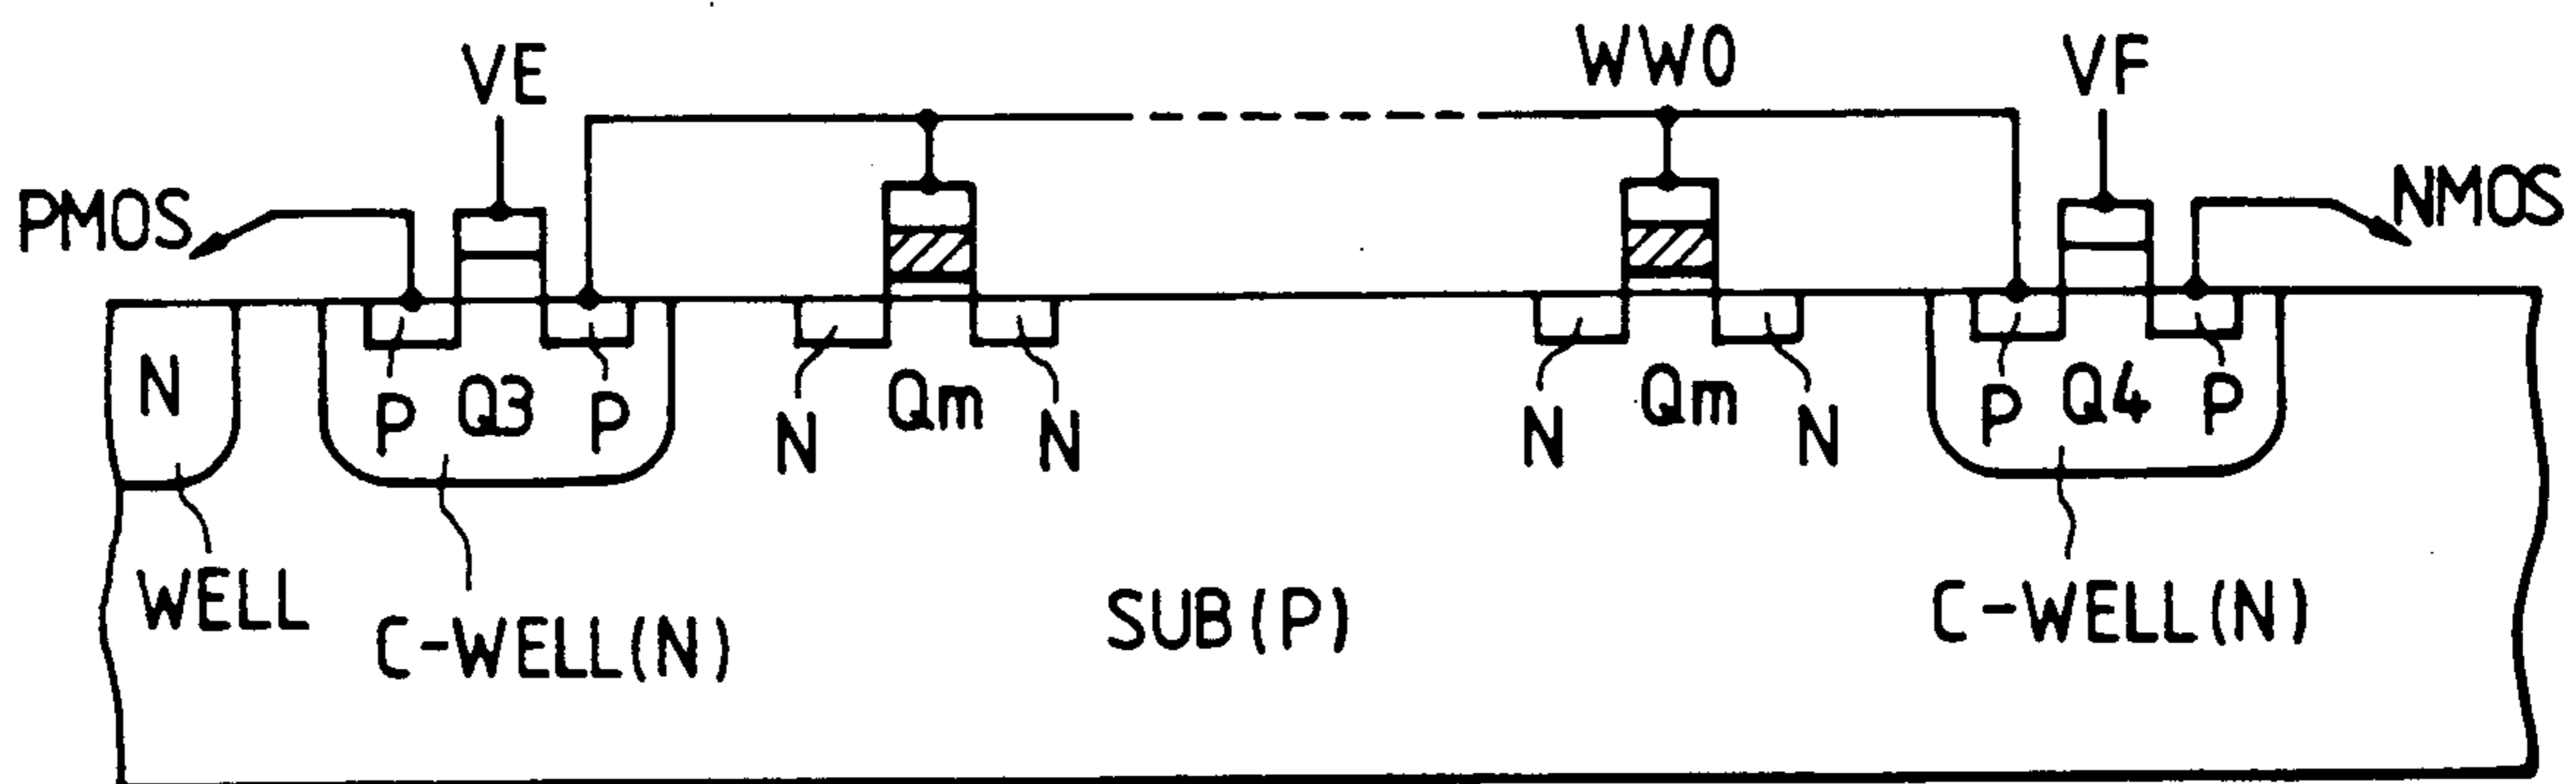 VE
WW0
VF
PMOS
NMOS
N
P
Q3
P
N
Qm
N
N
Qm
N
P
Q4
P
WELL
C-WELL(N)
SUB(P)
C-WELL(N)